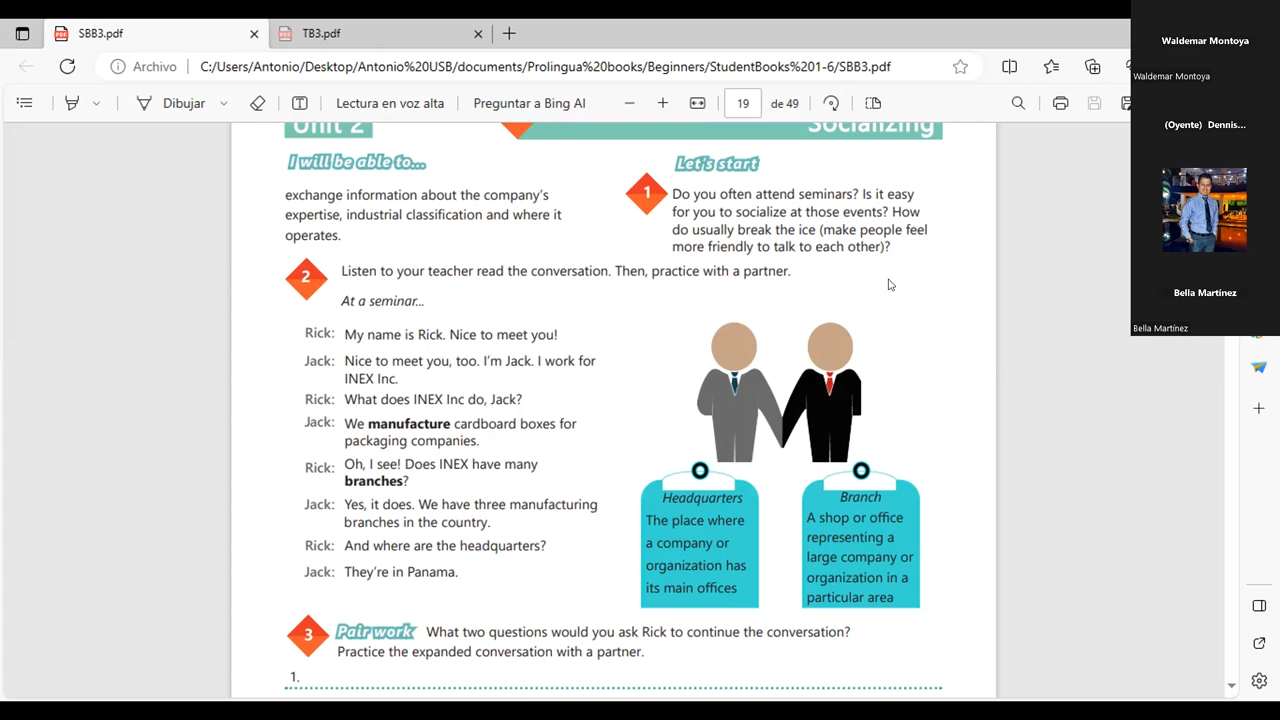 SBB3.pdf
TB3.pdf
Archivo
C:/Users/Antonio/Desktop/Antonio%20USB/documents/Prolingua%20books/Beginners/StudentBooks%201-6/SBB3.pdf
Dibujar
Lectura en voz alta
Preguntar a Bing AI
19
de 49
Waldemar Montoya
Waldemar Montoya
(Oyente) Dennis...
Bella Martínez
Bella Martínez
Unit 2
Socializing
I will be able to...
exchange information about the company's
expertise, industrial classification and where it
operates.
Let's start
1
Do you often attend seminars? Is it easy
for you to socialize at those events? How
do usually break the ice (make people feel
more friendly to talk to each other)?
2
Listen to your teacher read the conversation. Then, practice with a partner.
At a seminar...
Rick: My name is Rick. Nice to meet you!
Jack: Nice to meet you, too. I'm Jack. I work for
INEX Inc.
Rick: What does INEX Inc do, Jack?
Jack: We manufacture cardboard boxes for
packaging companies.
Rick: Oh, I see! Does INEX have many
branches?
Jack: Yes, it does. We have three manufacturing
branches in the country.
Rick: And where are the headquarters?
Jack: They're in Panama.
Headquarters
The place where
a company or
organization has
its main offices
Branch
A shop or office
representing a
large company or
organization in a
particular area
3
Pair work What two questions would you ask Rick to continue the conversation?
Practice the expanded conversation with a partner.
1.